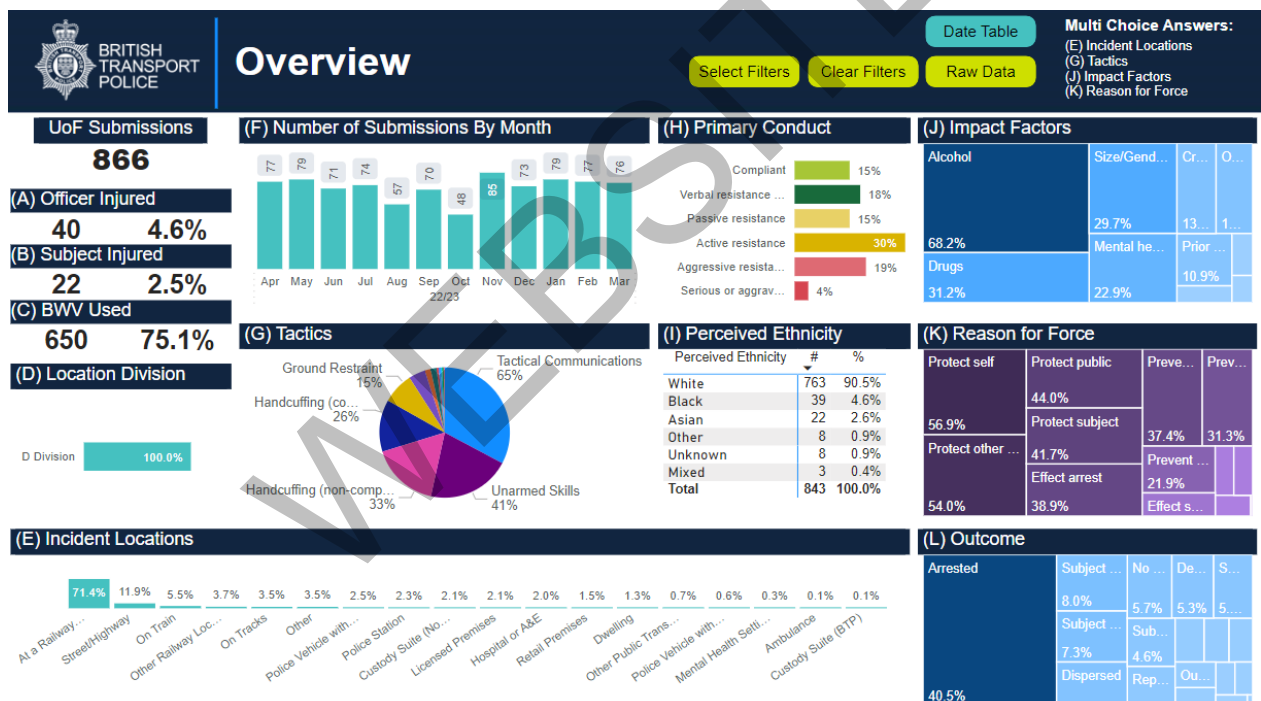 BRITISH
TRANSPORT
POLICE
Overview
Select Filters
Clear Filters
Date Table
Raw Data
Multi Choice Answers:
(E) Incident Locations
(G) Tactics
(J) Impact Factors
(K) Reason for Force
UoF Submissions
866
(A) Officer Injured
40 4.6%
(B) Subject Injured
22 2.5%
(C) BWV Used
650 75.1%
(D) Location Division
D Division 100.0%
(F) Number of Submissions By Month
77 79 71 74 57 70 48 85 73 79 77 76
Apr May Jun Jul Aug Sep Oct Nov Dec Jan Feb Mar
22/23
(G) Tactics
Tactical Communications
65%
Ground Restraint
15%
Handcuffing (co...
26%
Handcuffing (non-comp...
33%
Unarmed Skills
41%
(H) Primary Conduct
Compliant 15%
Verbal resistance ... 18%
Passive resistance 15%
Active resistance 30%
Aggressive resista... 19%
Serious or aggrav... 4%
(I) Perceived Ethnicity
Perceived Ethnicity # %
White 763 90.5%
Black 39 4.6%
Asian 22 2.6%
Other 8 0.9%
Unknown 8 0.9%
Mixed 3 0.4%
Total 843 100.0%
(J) Impact Factors
Alcohol
68.2%
Drugs
31.2%
Size/Gend...
29.7%
Mental he...
22.9%
Cr...
13...
O...
1...
Prior ...
10.9%
(K) Reason for Force
Protect self
56.9%
Protect other ...
54.0%
Protect public
44.0%
Protect subject
41.7%
Effect arrest
38.9%
Preve...
37.4%
Prev...
31.3%
Prevent ...
21.9%
Effect s...
(E) Incident Locations
71.4% 11.9% 5.5% 3.7% 3.5% 3.5% 2.5% 2.3% 2.1% 2.1% 2.0% 1.5% 1.3% 0.7% 0.6% 0.3% 0.1% 0.1%
At a Railway...
Street/Highway
On Train
Other Railway Loc...
On Tracks
Other
Police Vehicle with...
Police Station
Custody Suite (No...
Licensed Premises
Hospital or A&E
Retail Premises
Dwelling
Other Public Trans...
Police Vehicle with...
Mental Health Setti...
Ambulance
Custody Suite (BTP)
(L) Outcome
Arrested
40.5%
Subject ...
8.0%
Subject ...
7.3%
Dispersed
No ...
5.7%
De...
5.3%
S...
5....
Sub...
4.6%
Rep...
Ou...
WEBSITE